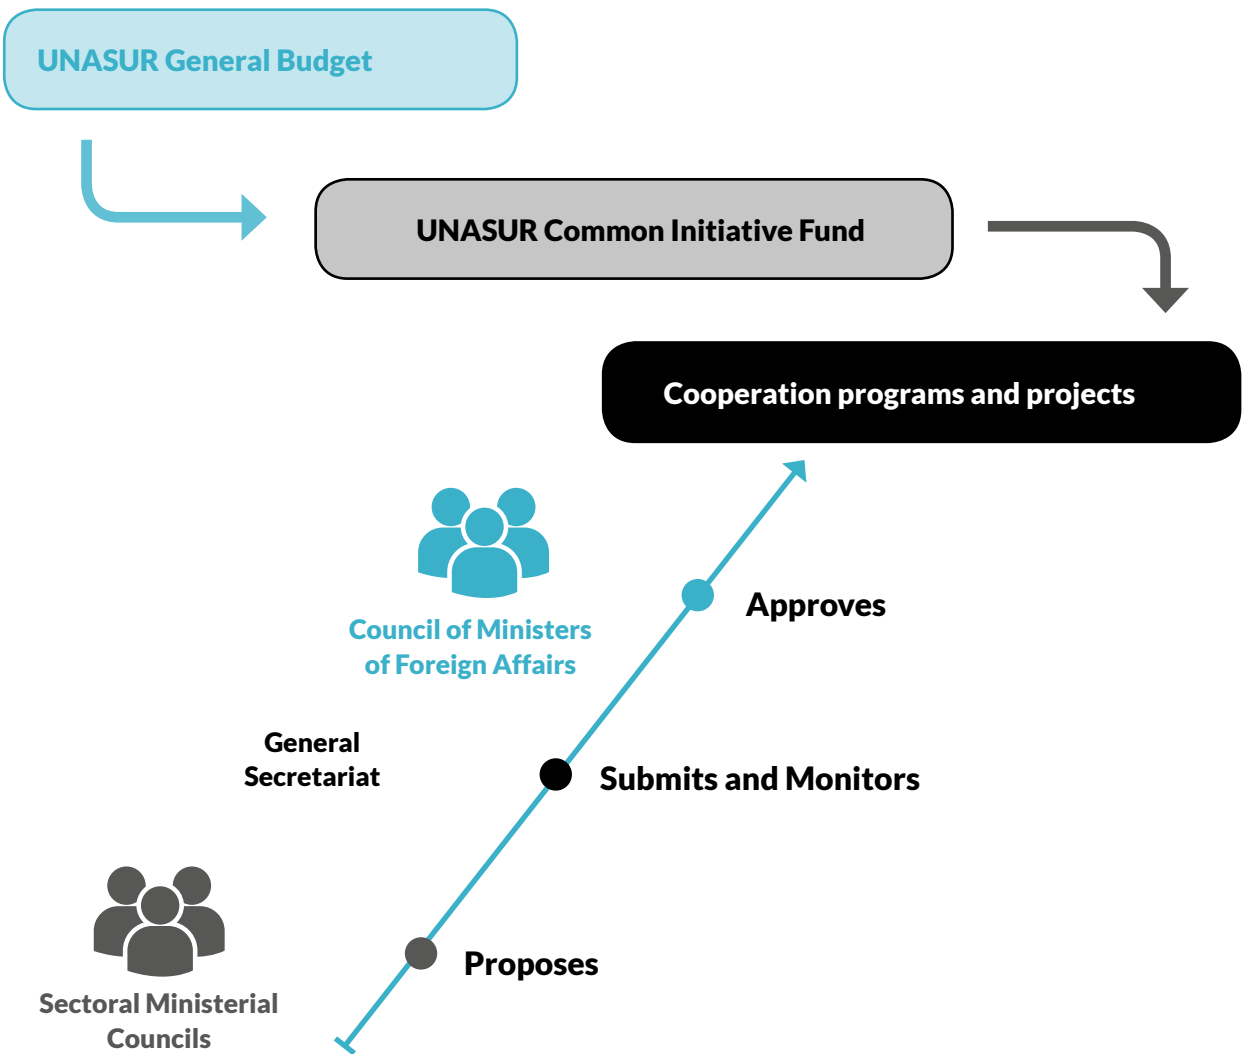 UNASUR General Budget
UNASUR Common Initiative Fund
Cooperation programs and projects
Council of Ministers
of Foreign Affairs
Approves
General
Secretariat
Submits and Monitors
Proposes
Sectoral Ministerial
Councils